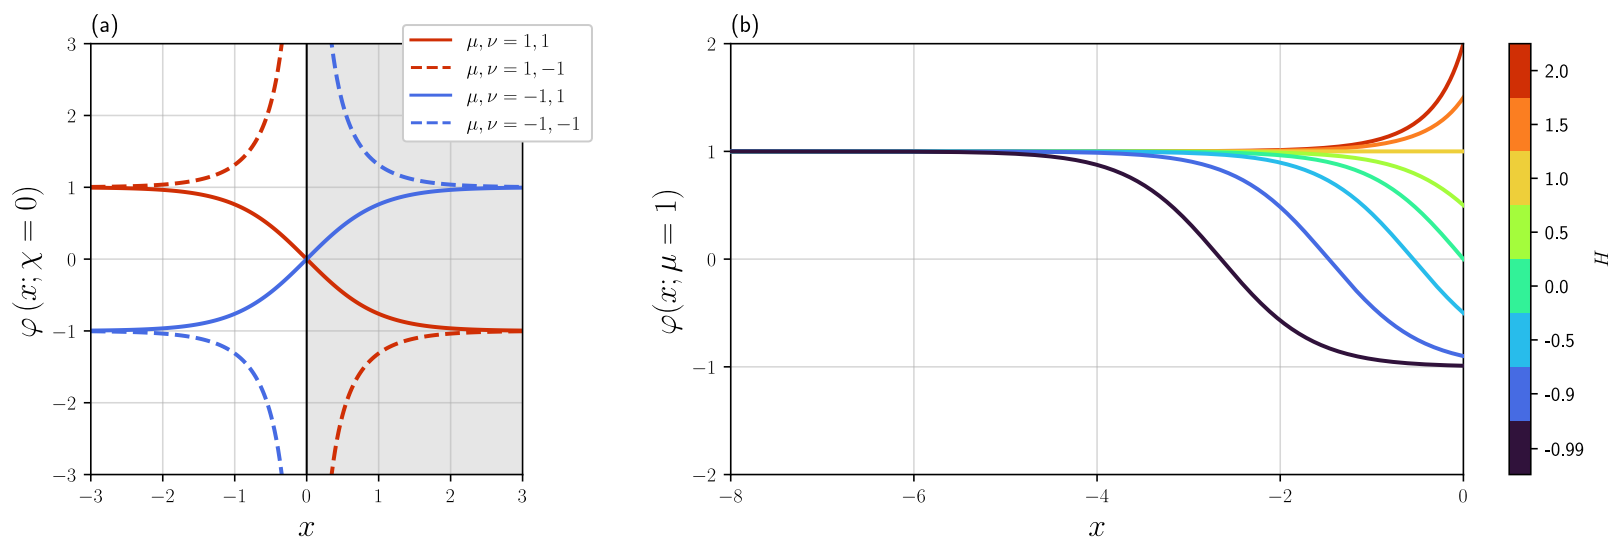 (a)
3
2
1
0
−1
−2
−3
−3 −2 −1 0 1 2 3
x
φ (x; χ = 0)
μ, ν = 1, 1
μ, ν = 1, −1
μ, ν = −1, 1
μ, ν = −1, −1
(b)
2
1
0
−1
−2
−8 −6 −4 −2 0
x
φ(x; μ = 1)
2.0
1.5
1.0
0.5
0.0
-0.5
-0.9
-0.99
H